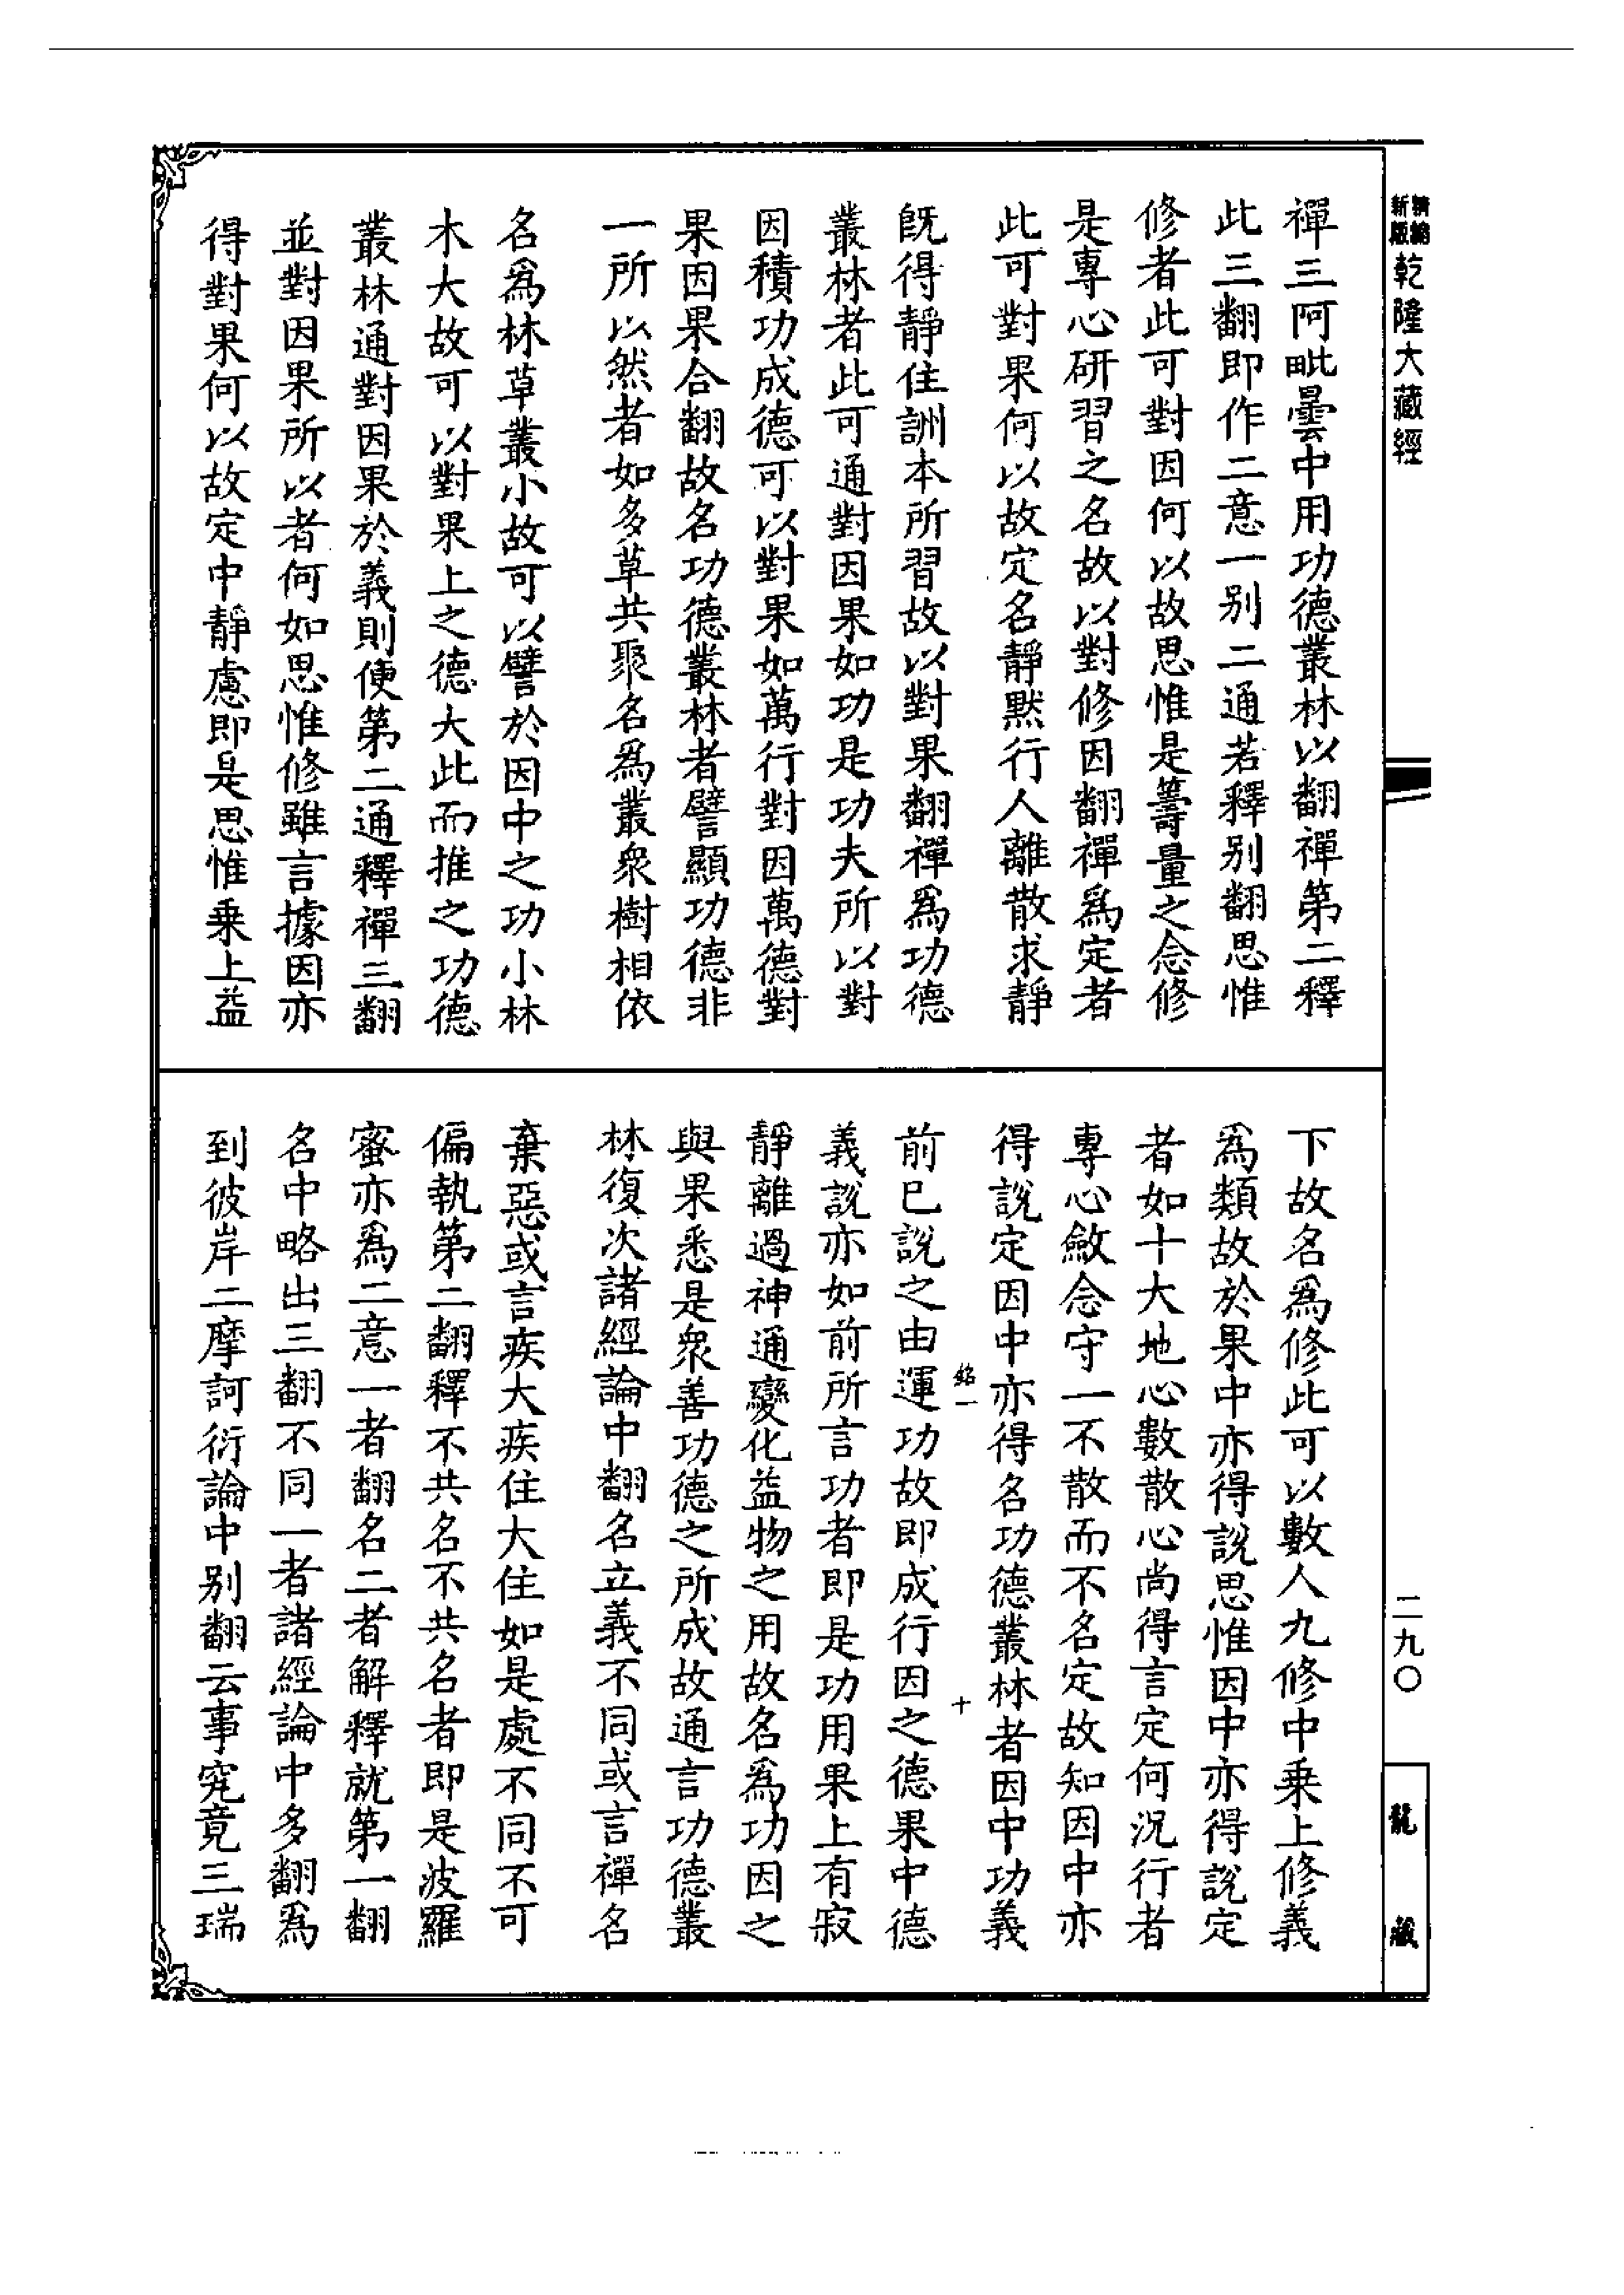 精縮新版乾隆大藏經
禪三阿毗曇中用功德叢林以翻禪第二釋
此三翻即作二意一别二通若釋别翻思惟
修者此可對因何以故思惟是籌量之念修
是專心研習之名故以對修因翻禪為定者
此可對果何以故定名靜默行人離散求靜
旣得靜住詶本所習故以對果翻禪為功德
叢林者此可通對因果如功是功夫所以對
因積功成德可以對果如萬行對因萬德對
果因果合翻故名功德叢林者譬顯功德非
一所以然者如多草共聚名為叢衆樹相依
名為林草叢小故可以譬於因中之功小林
木大故可以對果上之德大此而推之功德
叢林通對因果於義則便第二通釋禪三翻
並對因果所以者何如思惟修雖言據因亦
得對果何以故定中靜慮即是思惟乘上益
下故名為修此可以數人九修中乘上修義
為類故於果中亦得說思惟因中亦得說定
者如十大地心數散心尚得言定何況行者
專心斂念守一不散而不名定故知因中亦
得說定因中亦得名功德叢林者因中功義
銘一 十
前已說之由運功故即成行因之德果中德
義說亦如前所言功者即是功用果上有寂
靜離過神通變化益物之用故名為功因之
與果悉是衆善功德之所成故通言功德叢
林復次諸經論中翻名立義不同或言禪名
棄惡或言疾大疾住大住如是處不同不可
偏執第二翻釋不共名不共名者即是波羅
蜜亦為二意一者翻名二者解釋就第一翻
名中略出三翻不同一者諸經論中多翻為
到彼岸二摩訶衍論中别翻云事究竟三瑞
二九〇
龍藏